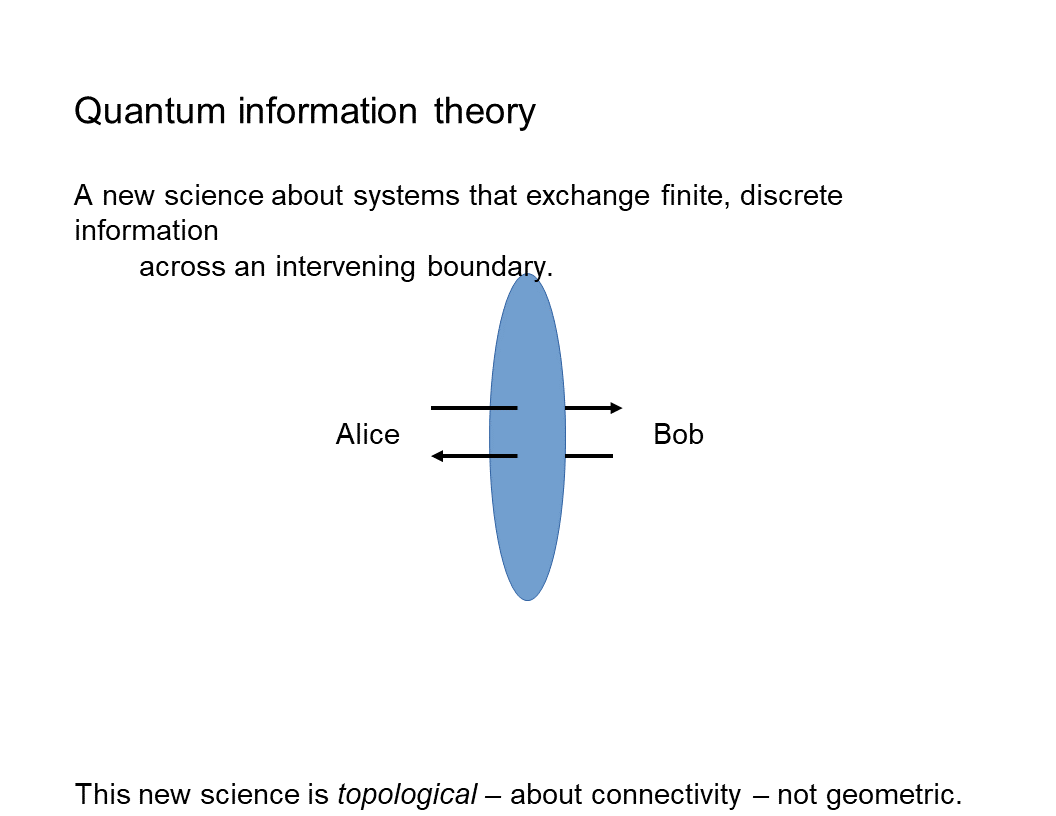 Quantum information theory
A new science about systems that exchange finite, discrete
information
across an intervening boundary.
Alice
Bob
This new science is topological – about connectivity – not geometric.